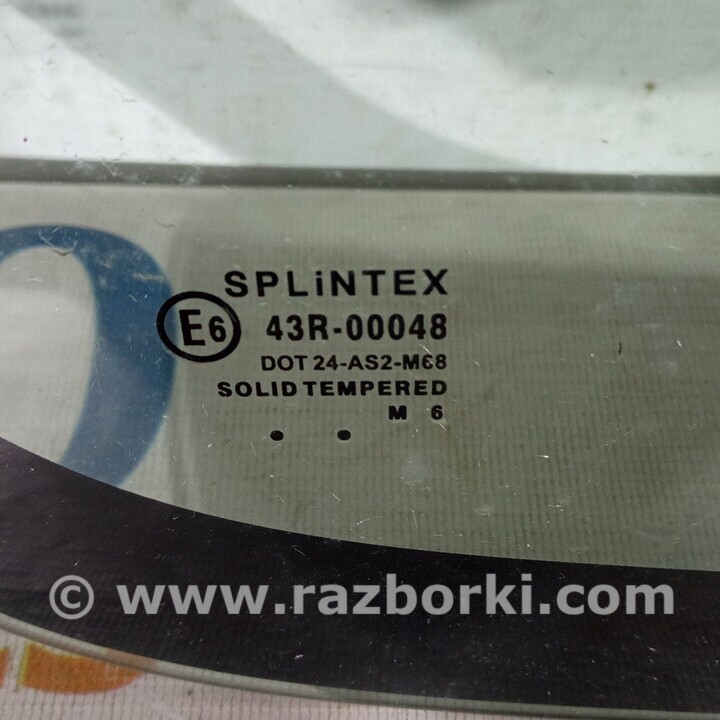 SPLiNTEX
E6 43R-00048
DOT 24-AS2-M68
SOLID TEMPERED
M 6
© www.razborki.com